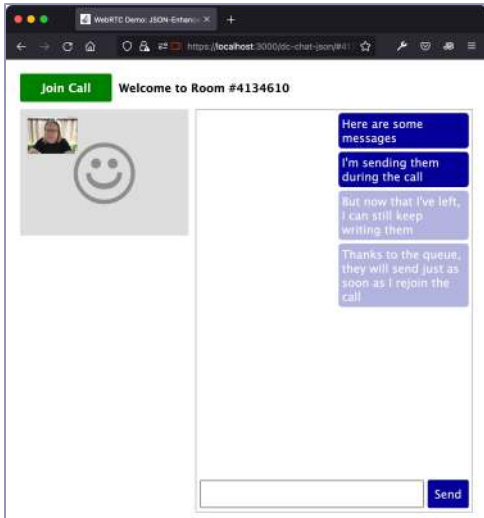 WebRTC Demo: JSON-Enhan
https://localhost:3000/dc-chat-json/#41
Join Call
Welcome to Room #4134610
Here are some
messages
I'm sending them
during the call
But now that I've left,
I can still keep
writing them
Thanks to the queue,
they will send just as
soon as I rejoin the
call
Send